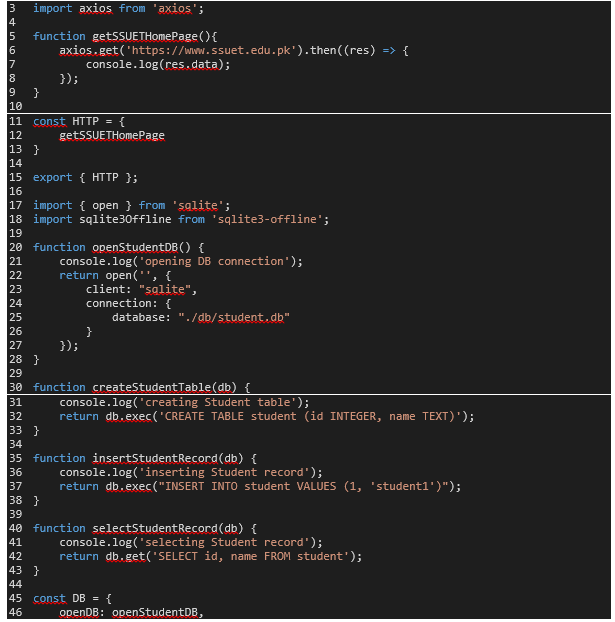 3 import axios from 'axios';
4
5 function getSSUETHomePage(){
6     axios.get('https://www.ssuet.edu.pk').then((res) => {
7         console.log(res.data);
8     });
9 }
10
11 const HTTP = {
12     getSSUETHomePage
13 }
14
15 export { HTTP };
16
17 import { open } from 'sqlite';
18 import sqlite3Offline from 'sqlite3-offline';
19
20 function openStudentDB() {
21     console.log('opening DB connection');
22     return open('', {
23         client: "sqlite",
24         connection: {
25             database: "./db/student.db"
26         }
27     });
28 }
29
30 function createStudentTable(db) {
31     console.log('creating Student table');
32     return db.exec('CREATE TABLE student (id INTEGER, name TEXT)');
33 }
34
35 function insertStudentRecord(db) {
36     console.log('inserting Student record');
37     return db.exec("INSERT INTO student VALUES (1, 'student1')");
38 }
39
40 function selectStudentRecord(db) {
41     console.log('selecting Student record');
42     return db.get('SELECT id, name FROM student');
43 }
44
45 const DB = {
46     openDB: openStudentDB,